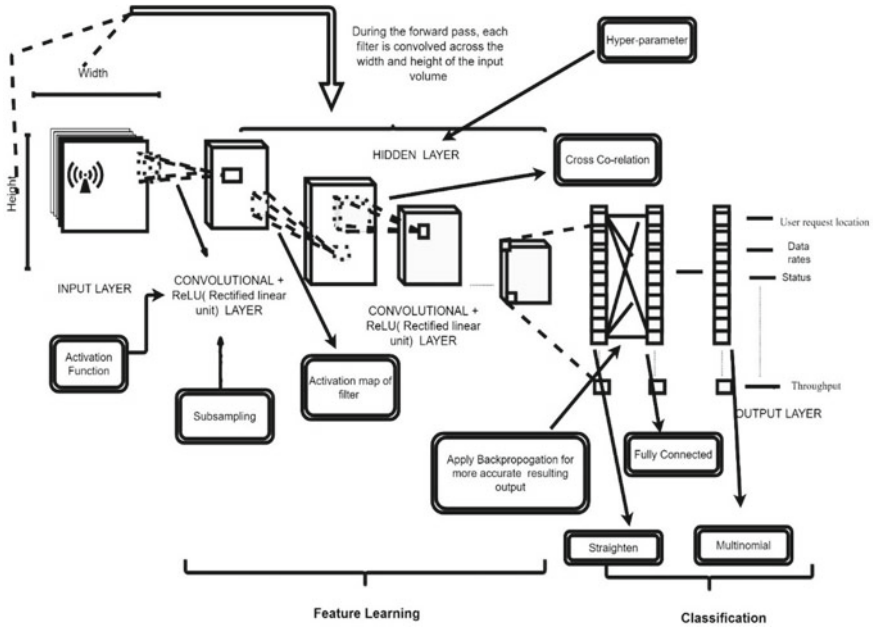 During the forward pass, each
filter is convolved across the
width and height of the input
volume
Hyper-parameter
Width
Height
HIDDEN LAYER
Cross Co-relation
User request location
Data
rates
Status
INPUT LAYER
CONVOLUTIONAL +
ReLU( Rectified linear
unit) LAYER
CONVOLUTIONAL +
ReLU( Rectified linear
unit) LAYER
Activation
Function
Activation map of
filter
Subsampling
Throughput
OUTPUT LAYER
Apply Backpropogation for
more accurate resulting
output
Fully Connected
Straighten
Multinomial
Feature Learning
Classification